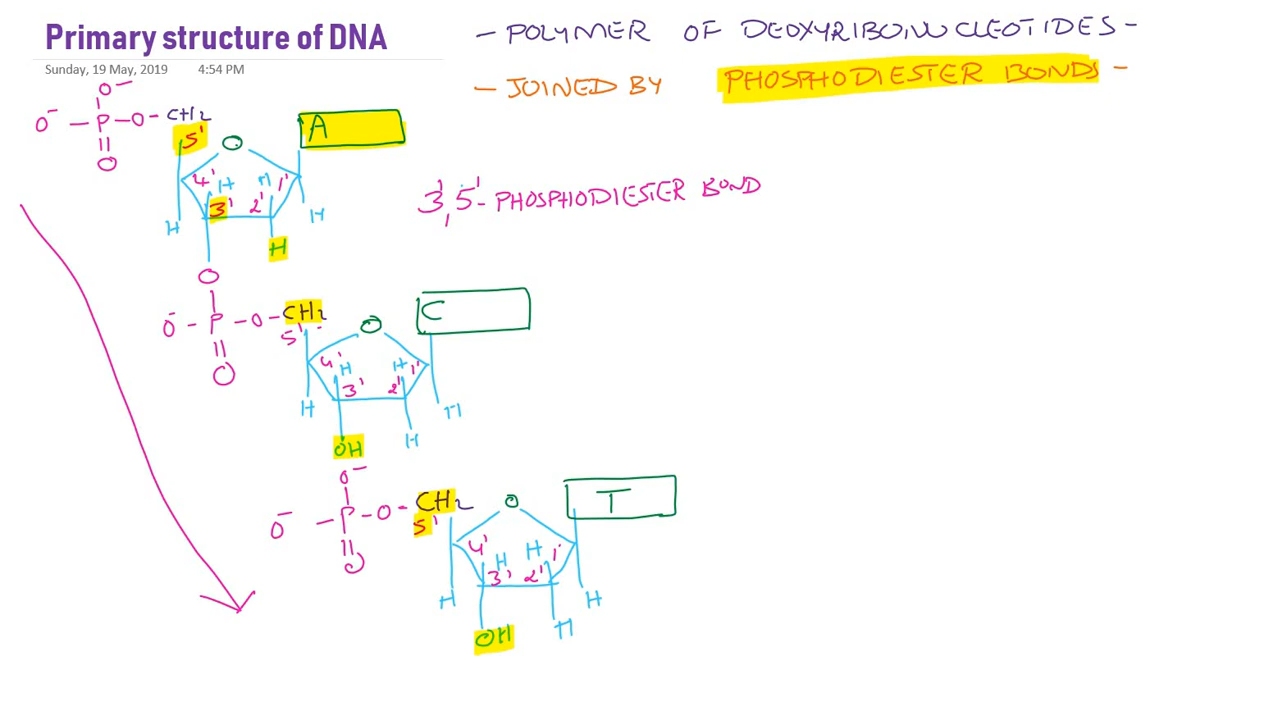 Primary structure of DNA
Sunday, 19 May, 2019 4:54 PM
- POLYMER OF DEOXYRIBONUCLEOTIDES -
- JOINED BY PHOSPHODIESTER BONDS -
O⁻
O⁻ - P - O - CH2
O
5'
O
A
4' H H 1'
3' 2'
H H
H
3',5'- PHOSPHODIESTER BOND
O
O⁻ - P - O - CH2
O
5'
O
C
4' H H 1'
3' 2'
H H
OH H
O⁻
O⁻ - P - O - CH2
O
5'
O
T
4' H H 1'
3' 2'
H H
OH H